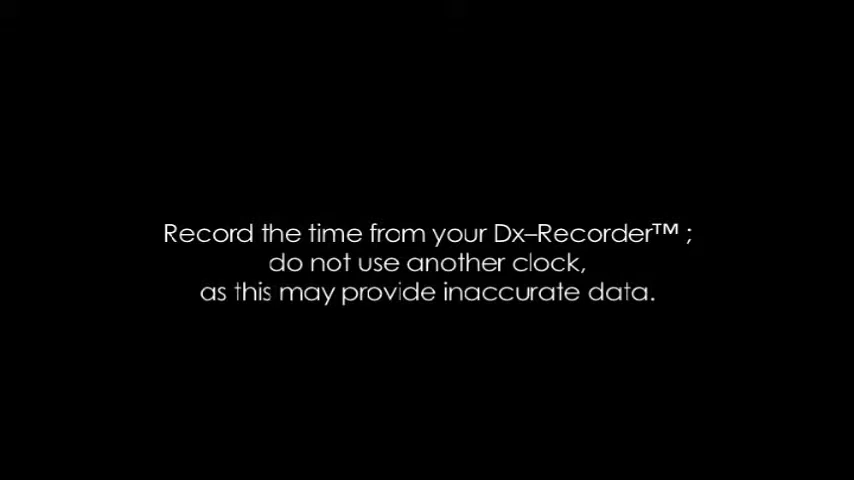 Record the time from your Dx–Recorder™ ;
do not use another clock,
as this may provide inaccurate data.